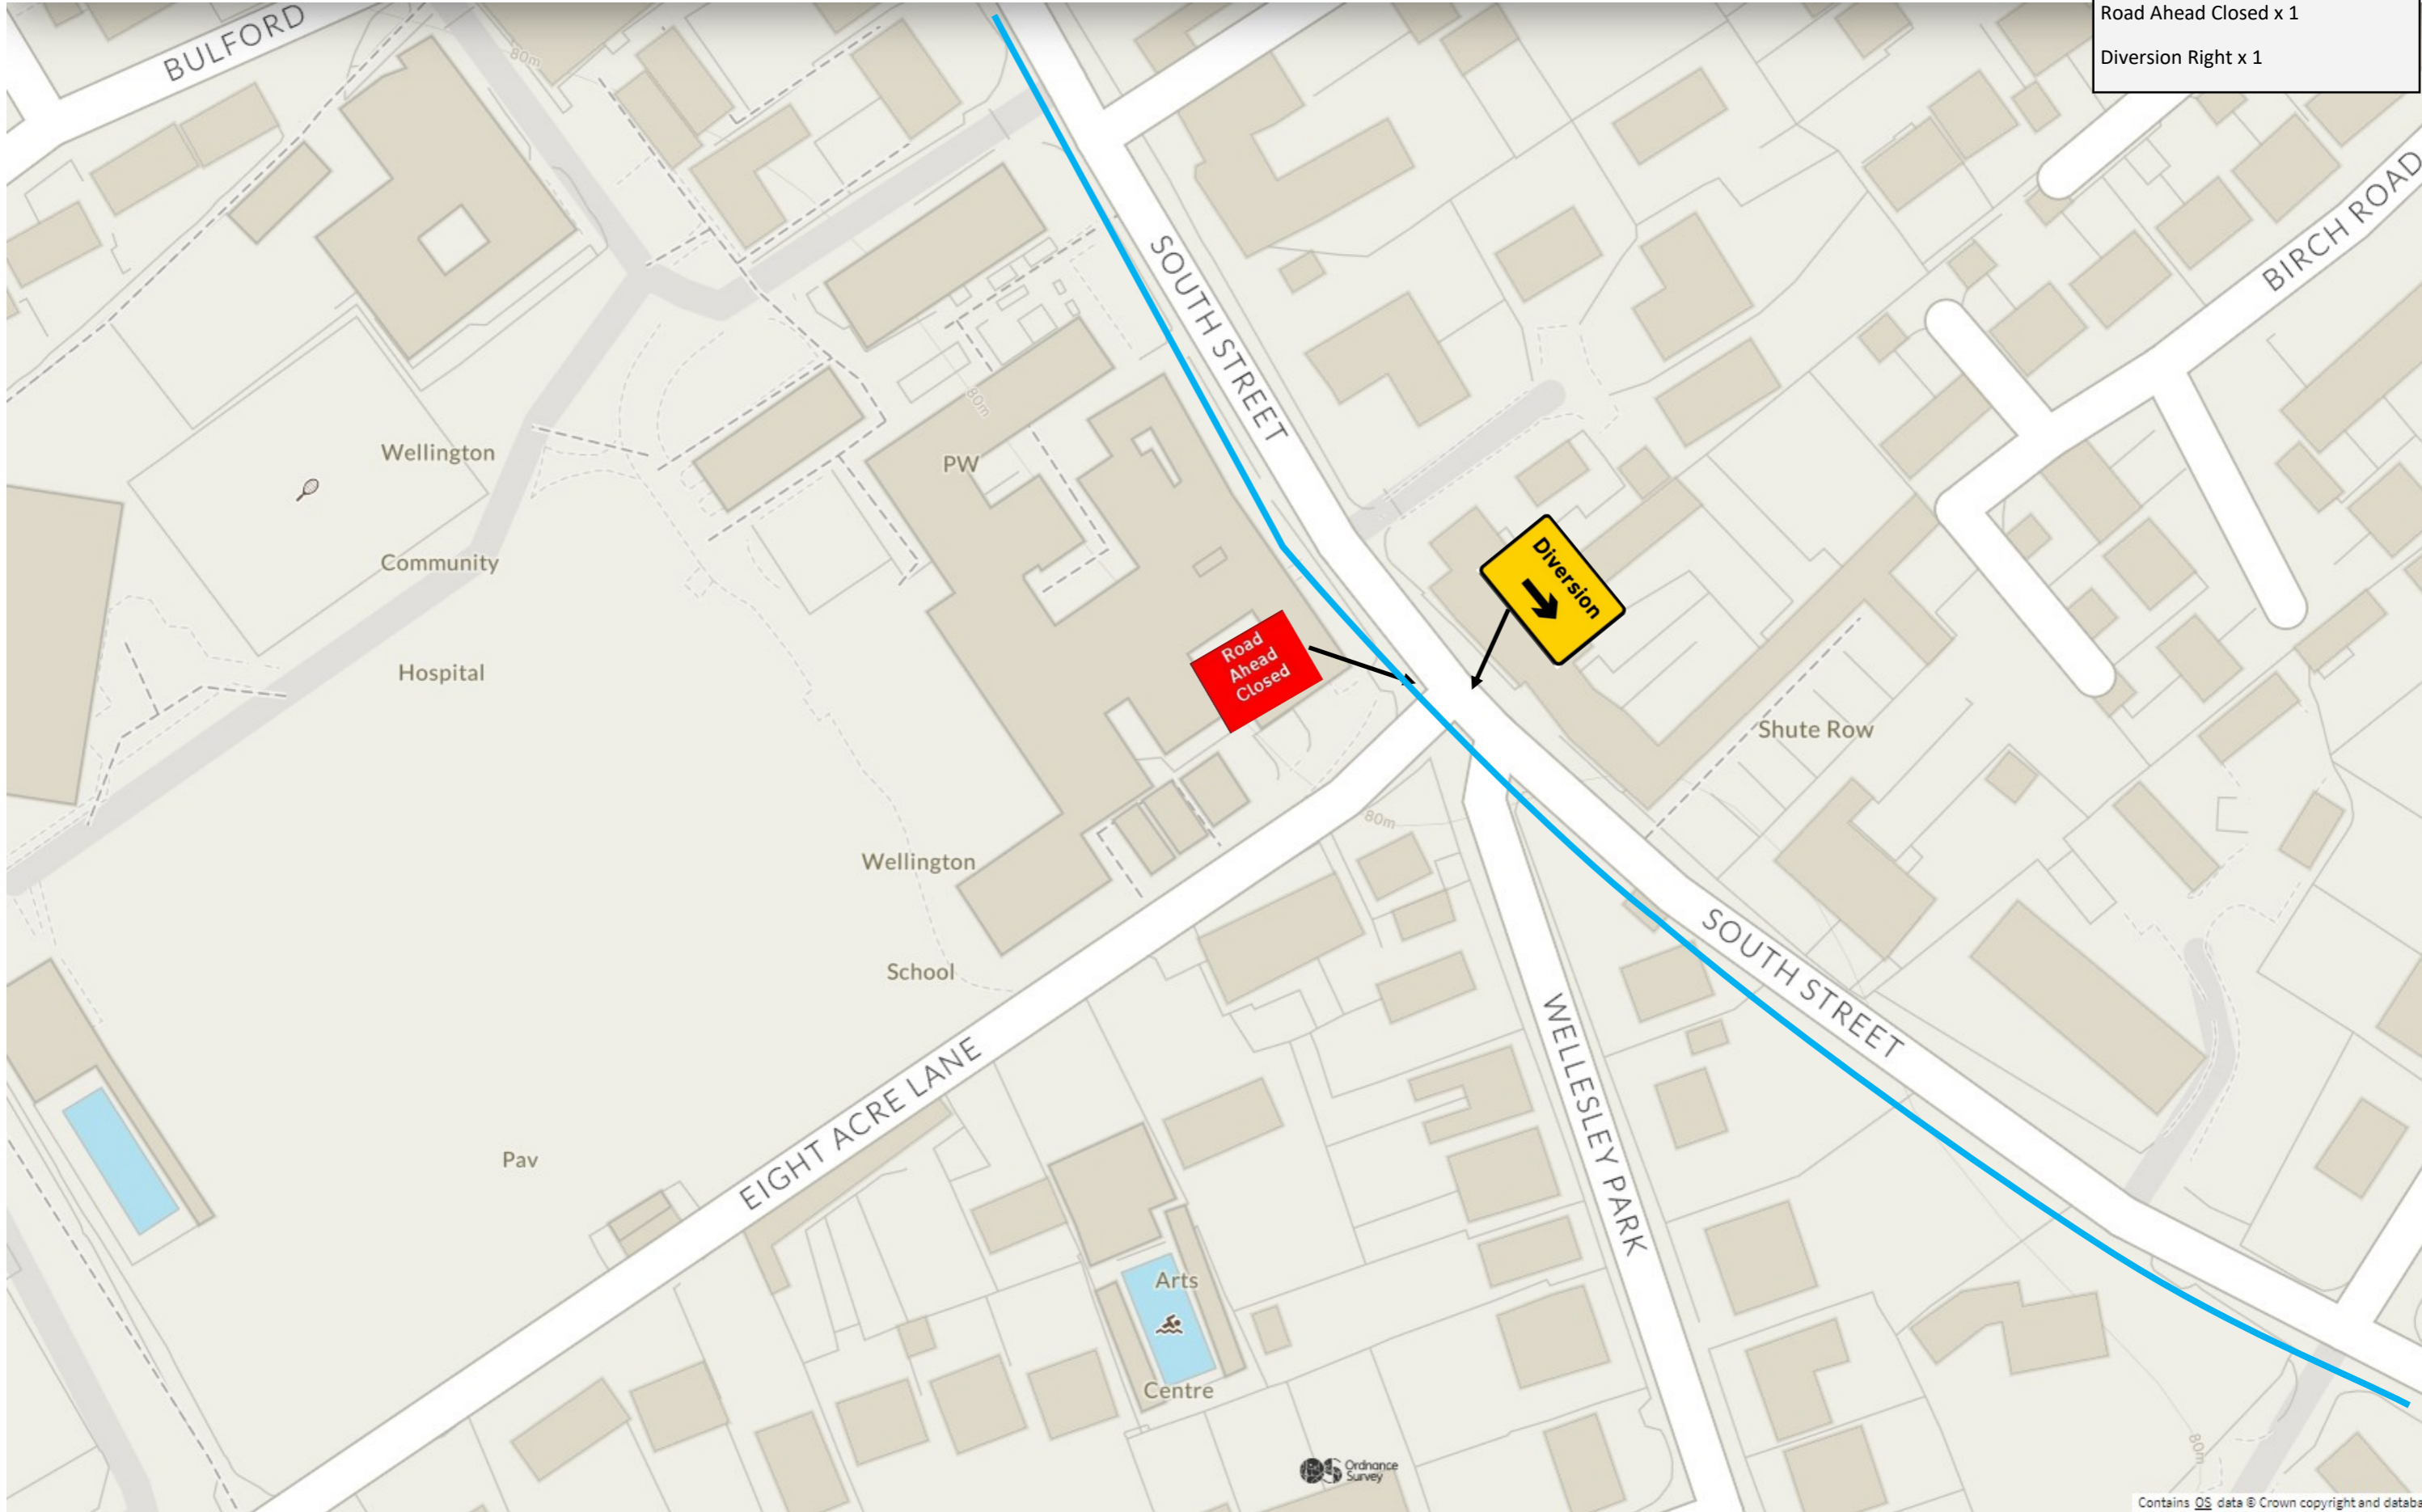 Road Ahead Closed x 1
Diversion Right x 1
BULFORD
80m
SOUTH STREET
BIRCH ROAD
80m
Wellington
PW
Community
Diversion
Road
Ahead
Closed
Hospital
Shute Row
80m
Wellington
School
SOUTH STREET
WELLESLEY PARK
EIGHT ACRE LANE
Pav
Arts
Centre
80m
OS Ordnance
Survey
Contains OS data © Crown copyright and databa